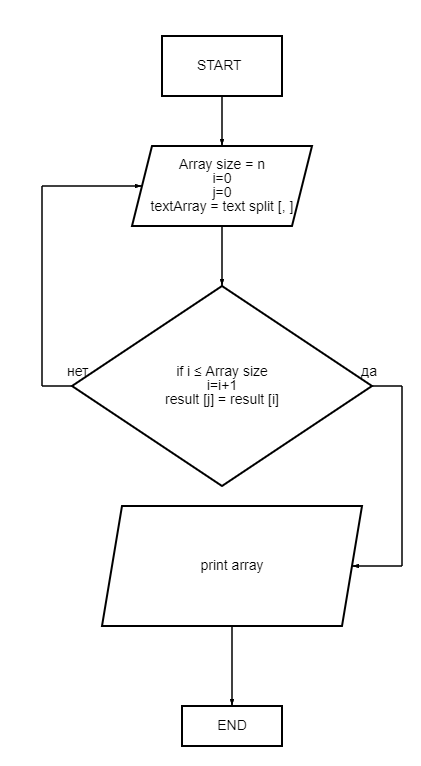 START
Array size = n
i=0
j=0
textArray = text split [, ]
нет
if i ≤ Array size
да
i=i+1
result [j] = result [i]
print array
END